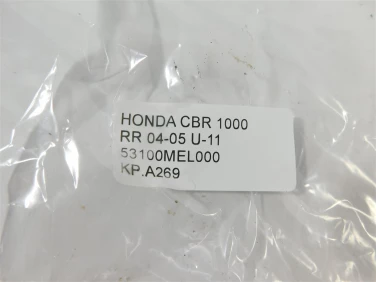 HONDA CBR 1000
RR 04-05 U-11
53100MEL000
KP.A269